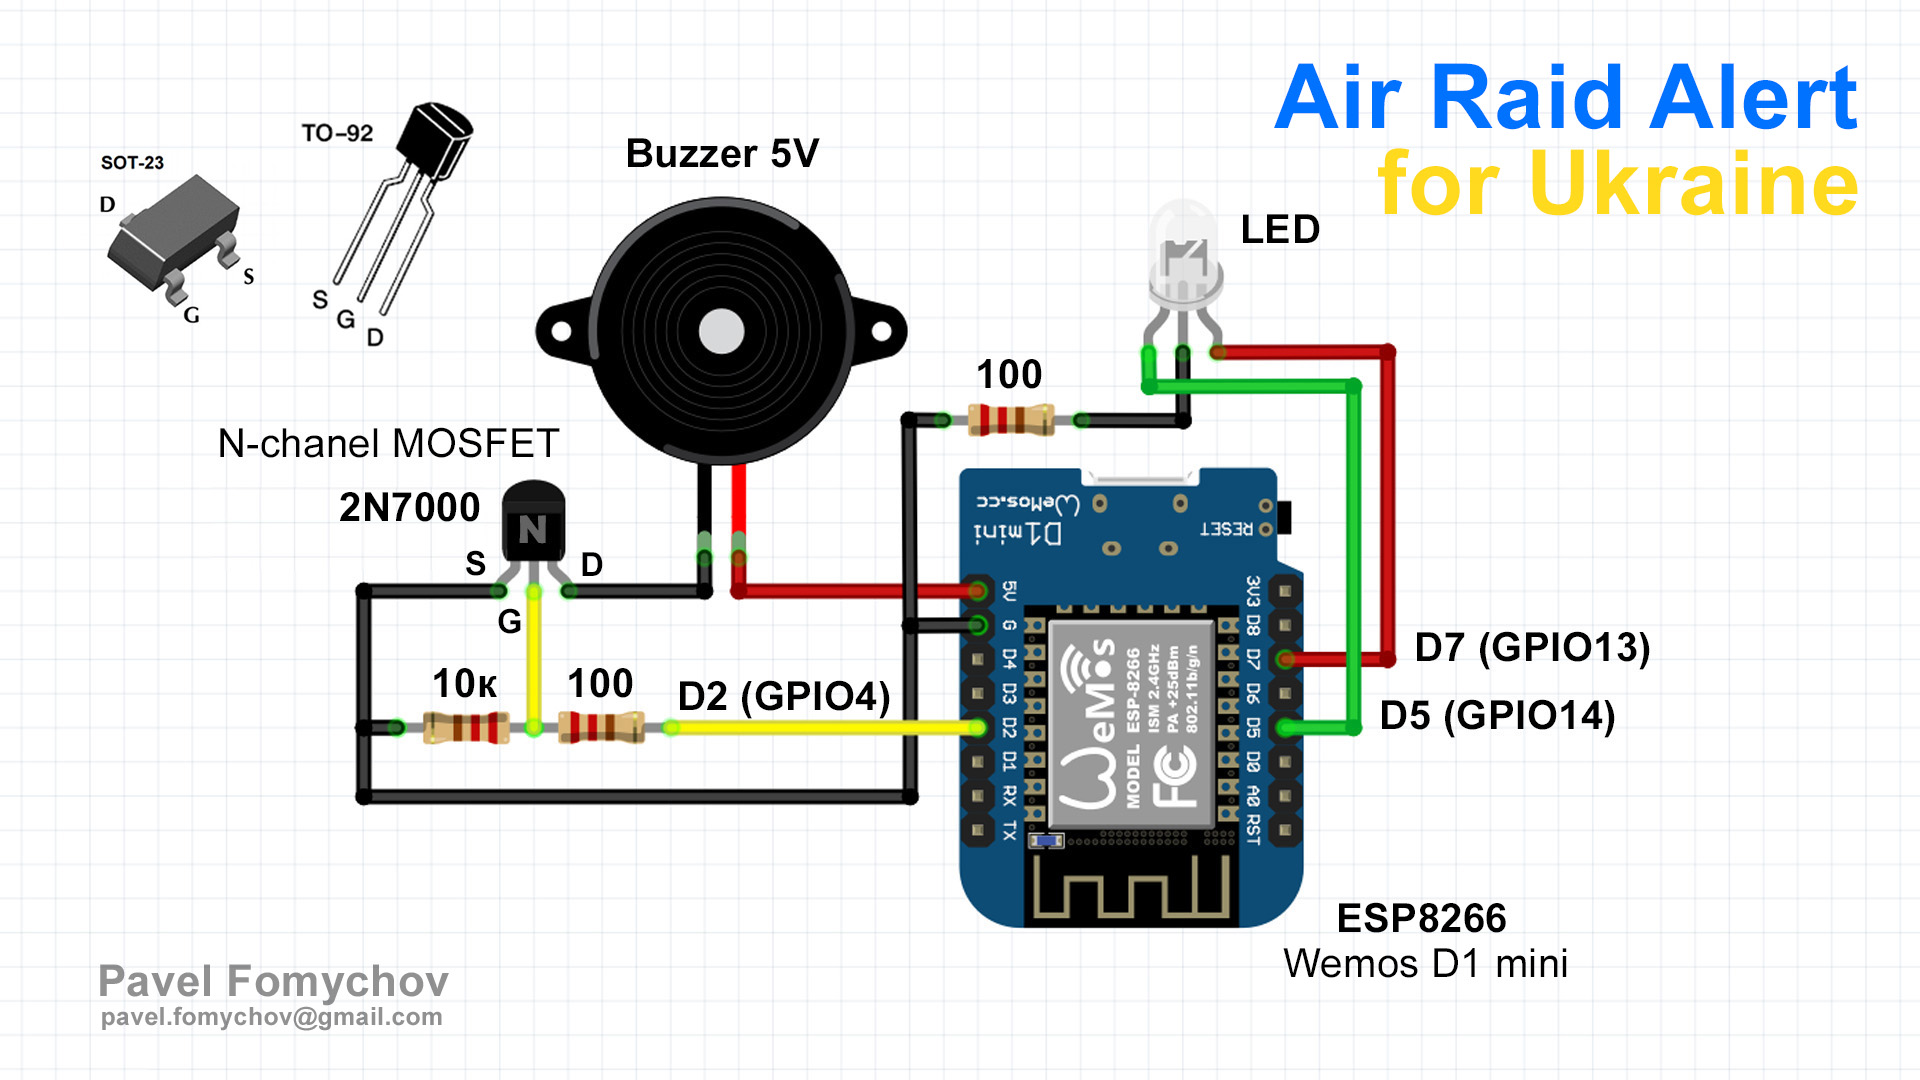 Air Raid Alert
for Ukraine
TO-92
SOT-23
D
S
G
S
G
D
Buzzer 5V
LED
100
N-chanel MOSFET
2N7000
N
S
D
G
10к
100
D2 (GPIO4)
WeMos.cc
D1 mini
RESET
5V
G
D4
D3
D2
D1
RX
TX
3V3
D8
D7
D6
D5
D0
A0
RST
WeMos
MODEL ESP-8266
ISM 2.4GHz
PA +25dBm
802.11b/g/n
FC
D7 (GPIO13)
D5 (GPIO14)
ESP8266
Wemos D1 mini
Pavel Fomychov
pavel.fomychov@gmail.com